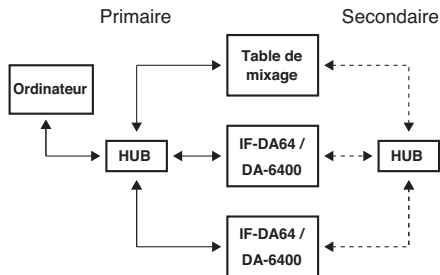 Primaire
Secondaire
Table de
mixage
Ordinateur
HUB
IF-DA64 /
DA-6400
HUB
IF-DA64 /
DA-6400